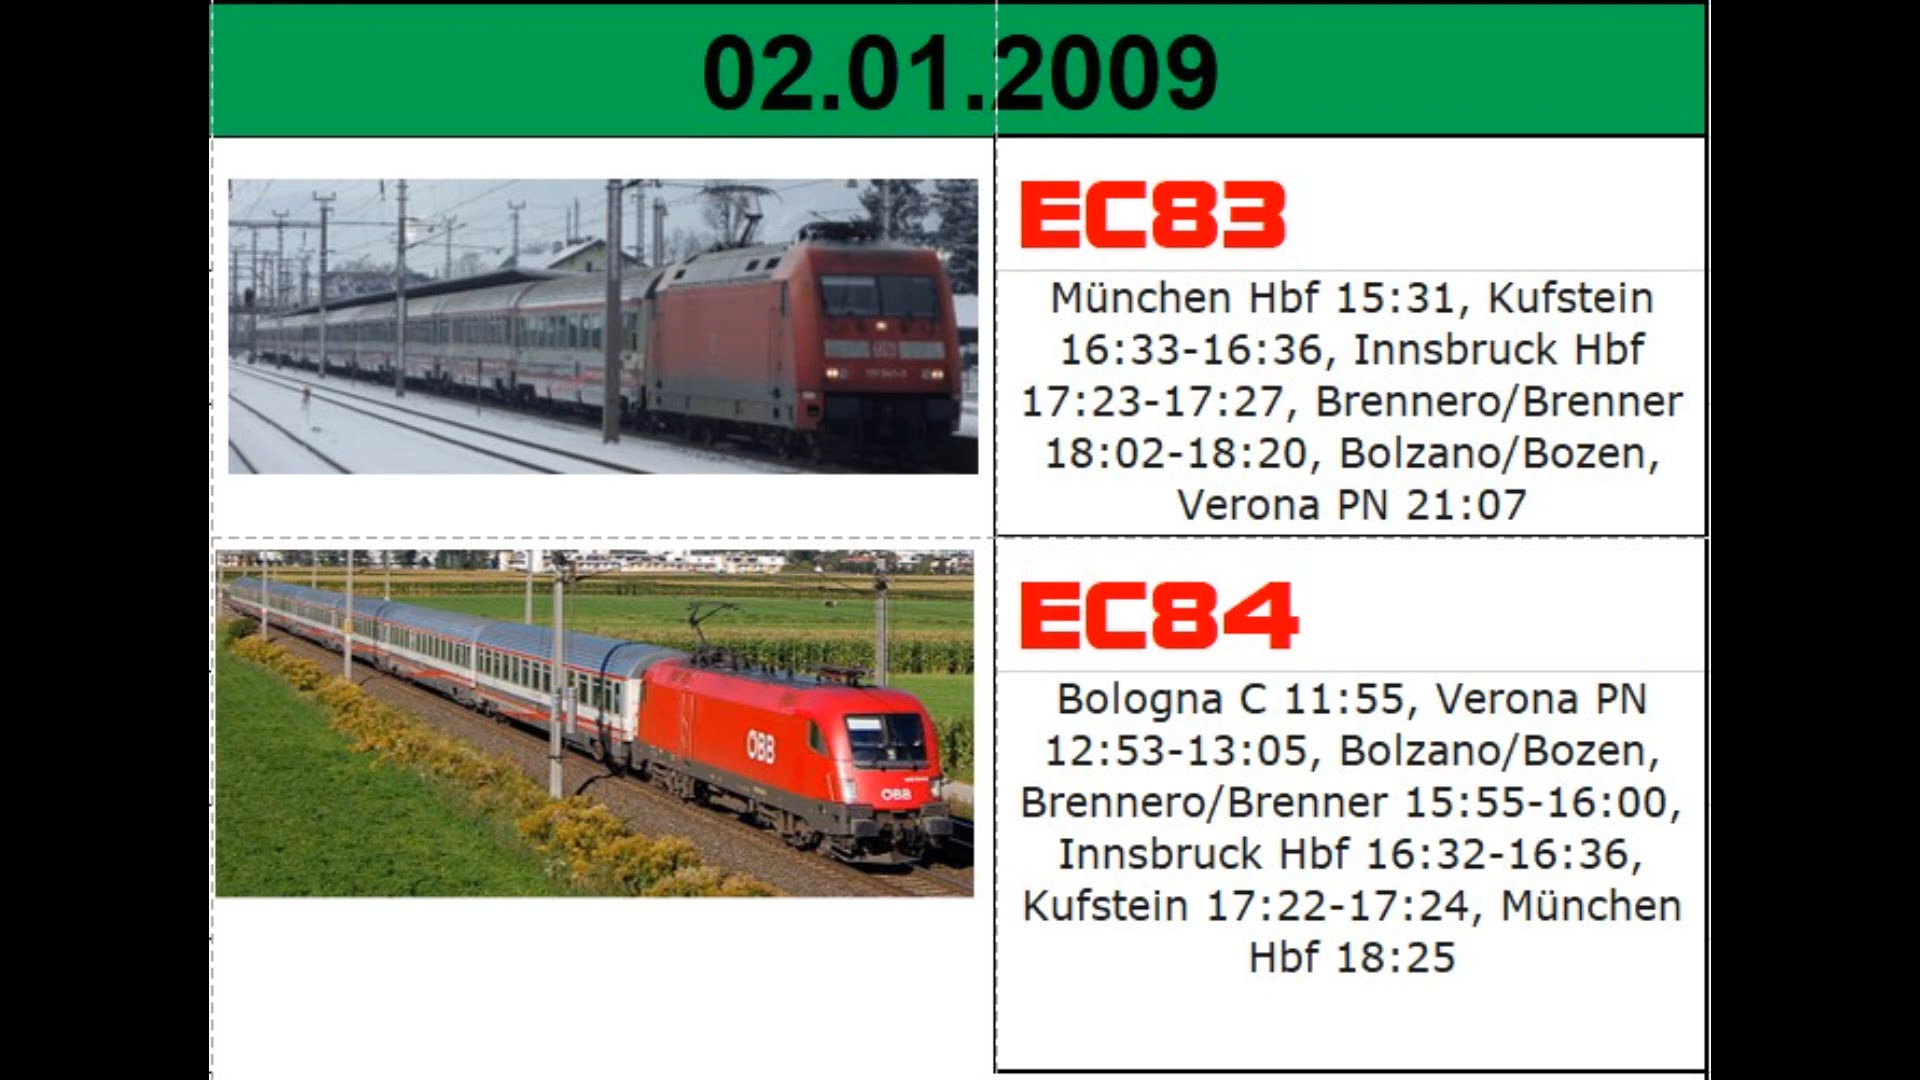 02.01.2009
EC83
München Hbf 15:31, Kufstein
16:33-16:36, Innsbruck Hbf
17:23-17:27, Brennero/Brenner
18:02-18:20, Bolzano/Bozen,
Verona PN 21:07
ÖBB
ÖBB
EC84
Bologna C 11:55, Verona PN
12:53-13:05, Bolzano/Bozen,
Brennero/Brenner 15:55-16:00,
Innsbruck Hbf 16:32-16:36,
Kufstein 17:22-17:24, München
Hbf 18:25